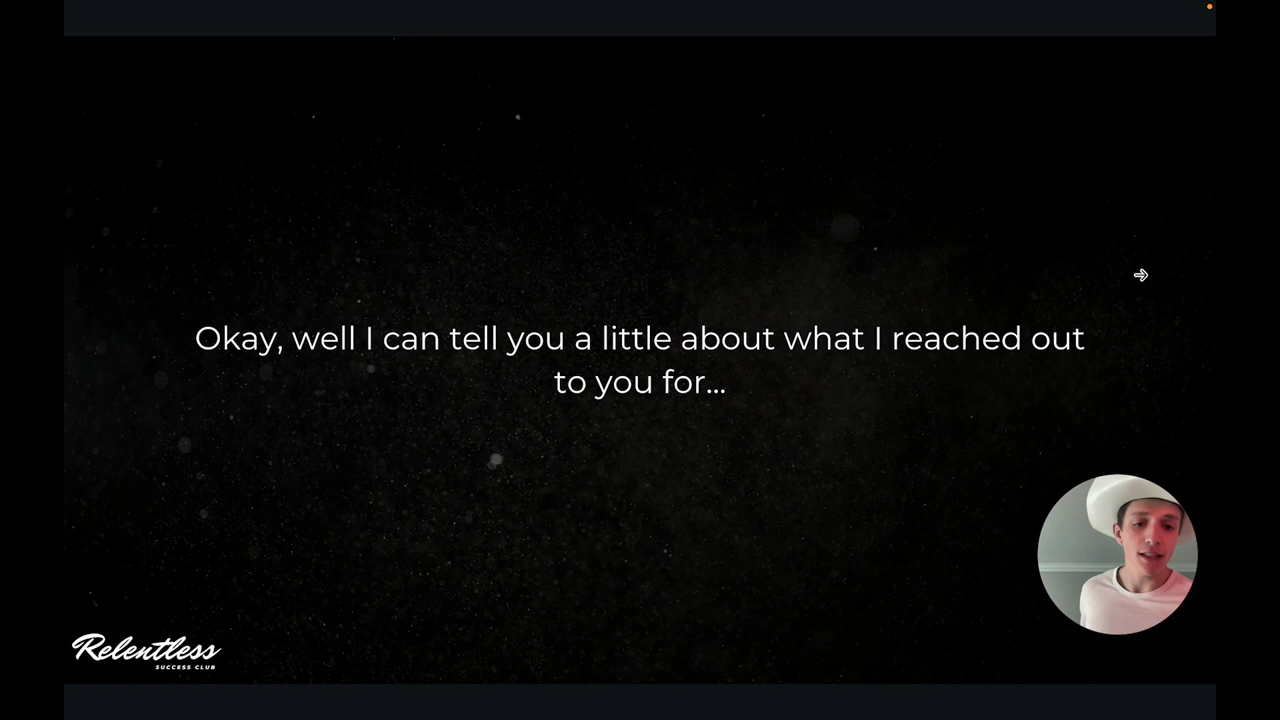 Okay, well I can tell you a little about what I reached out
to you for...
Relentless
SUCCESS CLUB